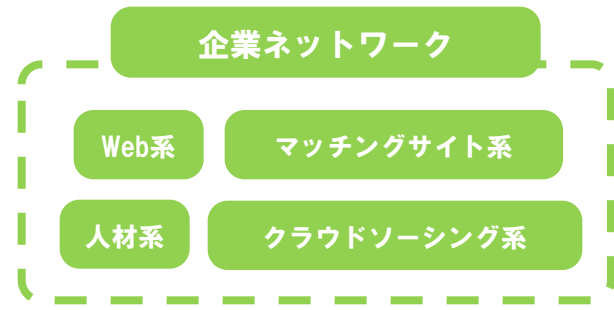 企業ネットワーク
Web系
マッチングサイト系
人材系
クラウドソーシング系